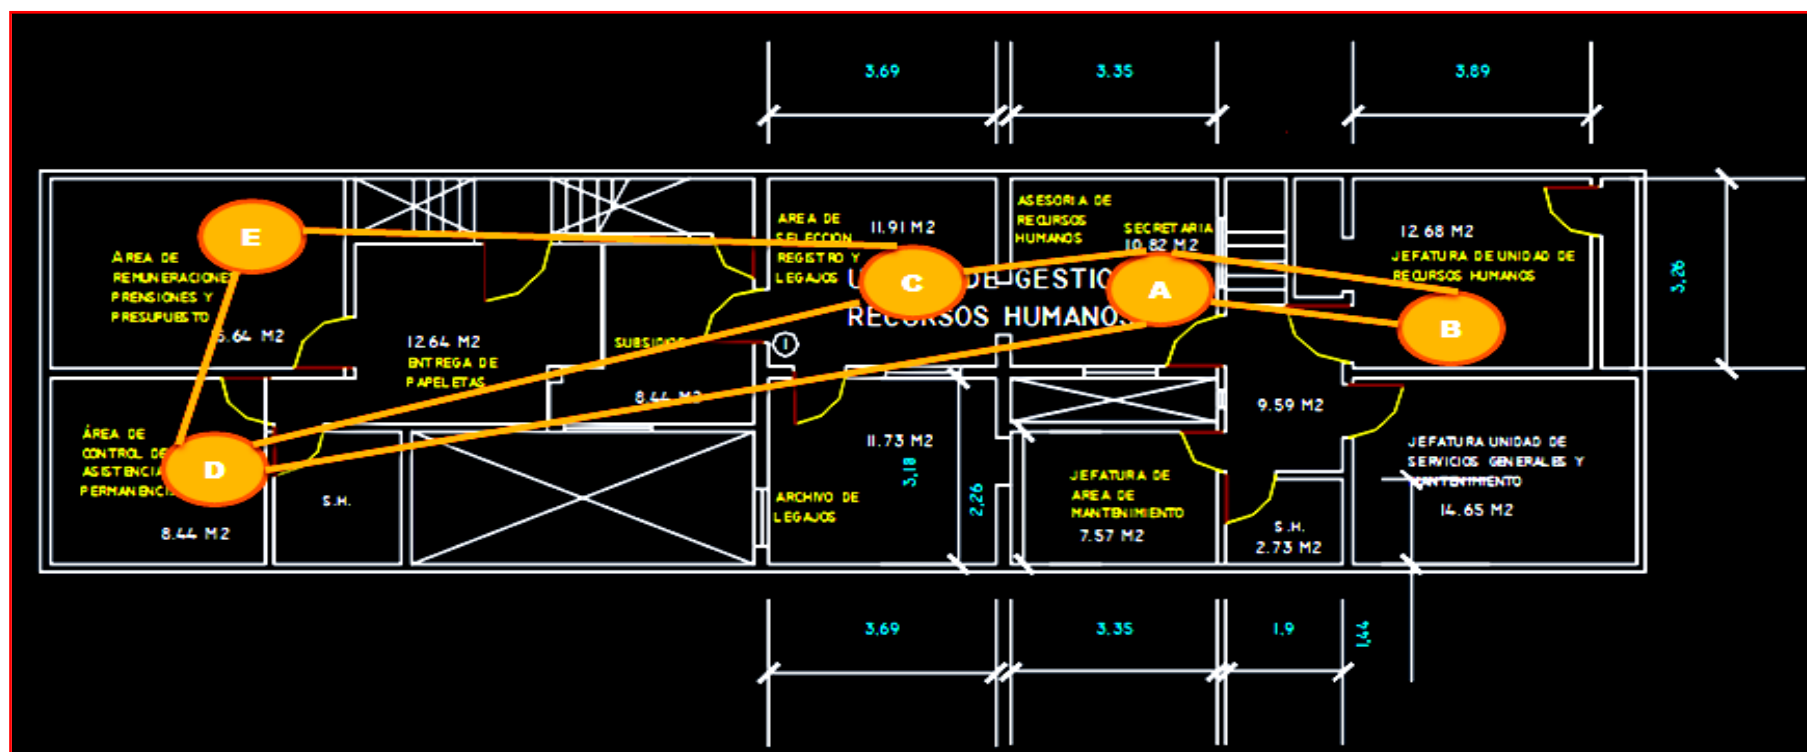 3.69
3.35
3.89
E
AREA DE
REMUNERACIONES
PRENSIONES Y
PRESUPUESTO
5.64 M2
12.64 M2
ENTREGA DE
PAPELETAS
8.44 M2
AREA DE
SELECCION
REGISTRO Y
LEGAJOS
11.91 M2
C
DE GESTIO
RECURSOS HUMANOS
1
ASESORIA DE
RECURSOS
HUMANOS
SECRETARIA
10.82 M2
A
12.68 M2
JEFATURA DE UNIDAD DE
RECURSOS HUMANOS
B
3,26
ÁREA DE
CONTROL DE
ASISTENCIA
D
8.44 M2
S.H.
11.73 M2
3,18
2,26
ARCHIVO DE
LEGAJOS
JEFATURA DE
AREA DE
MANTENIMIENTO
7.57 M2
9.59 M2
S.H.
2.73 M2
JEFATURA UNIDAD DE
SERVICIOS GENERALES Y
MANTENIMIENTO
14.65 M2
3.69
3.35
1.9
1,44